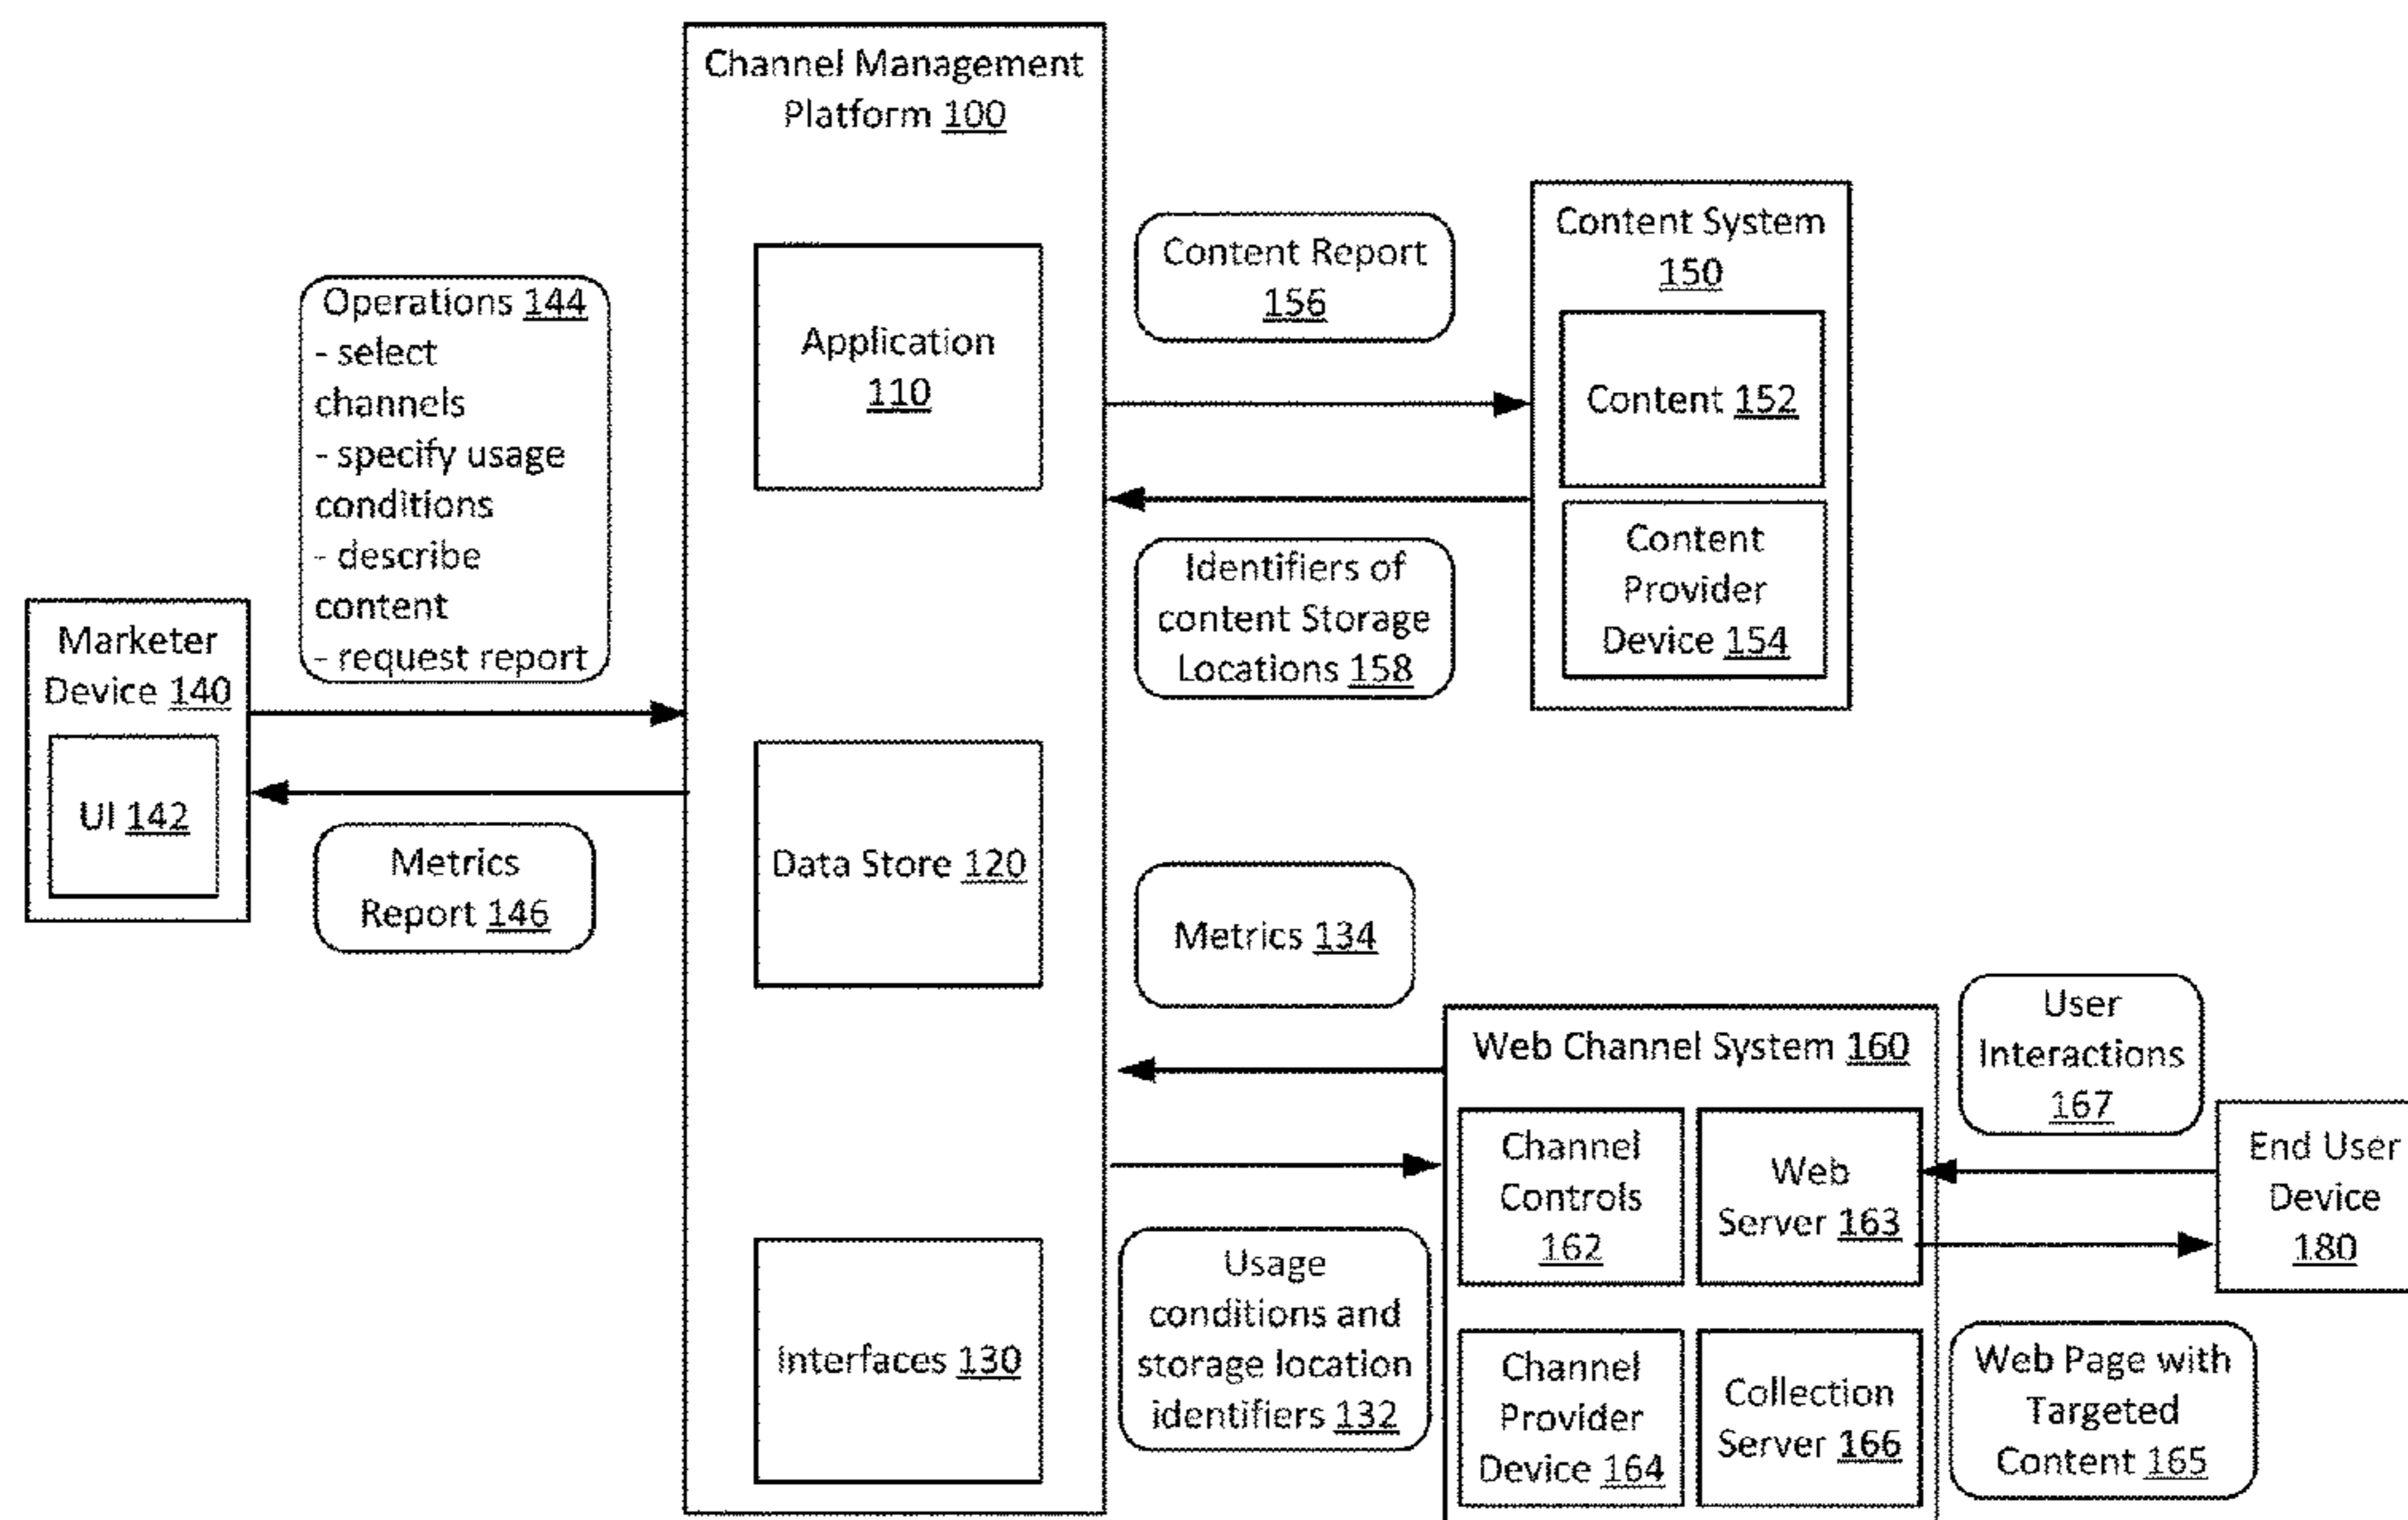 Channel Management
Platform 100
Application
110
Data Store 120
Interfaces 130
Operations 144
- select
channels
- specify usage
conditions
- describe
content
- request report
Marketer
Device 140
UI 142
Metrics
Report 146
Content Report
156
Identifiers of
content Storage
Locations 158
Content System
150
Content 152
Content
Provider
Device 154
Metrics 134
Usage
conditions and
storage location
identifiers 132
Web Channel System 160
Channel
Controls
162
Web
Server 163
Channel
Provider
Device 164
Collection
Server 166
User
Interactions
167
End User
Device
180
Web Page with
Targeted
Content 165